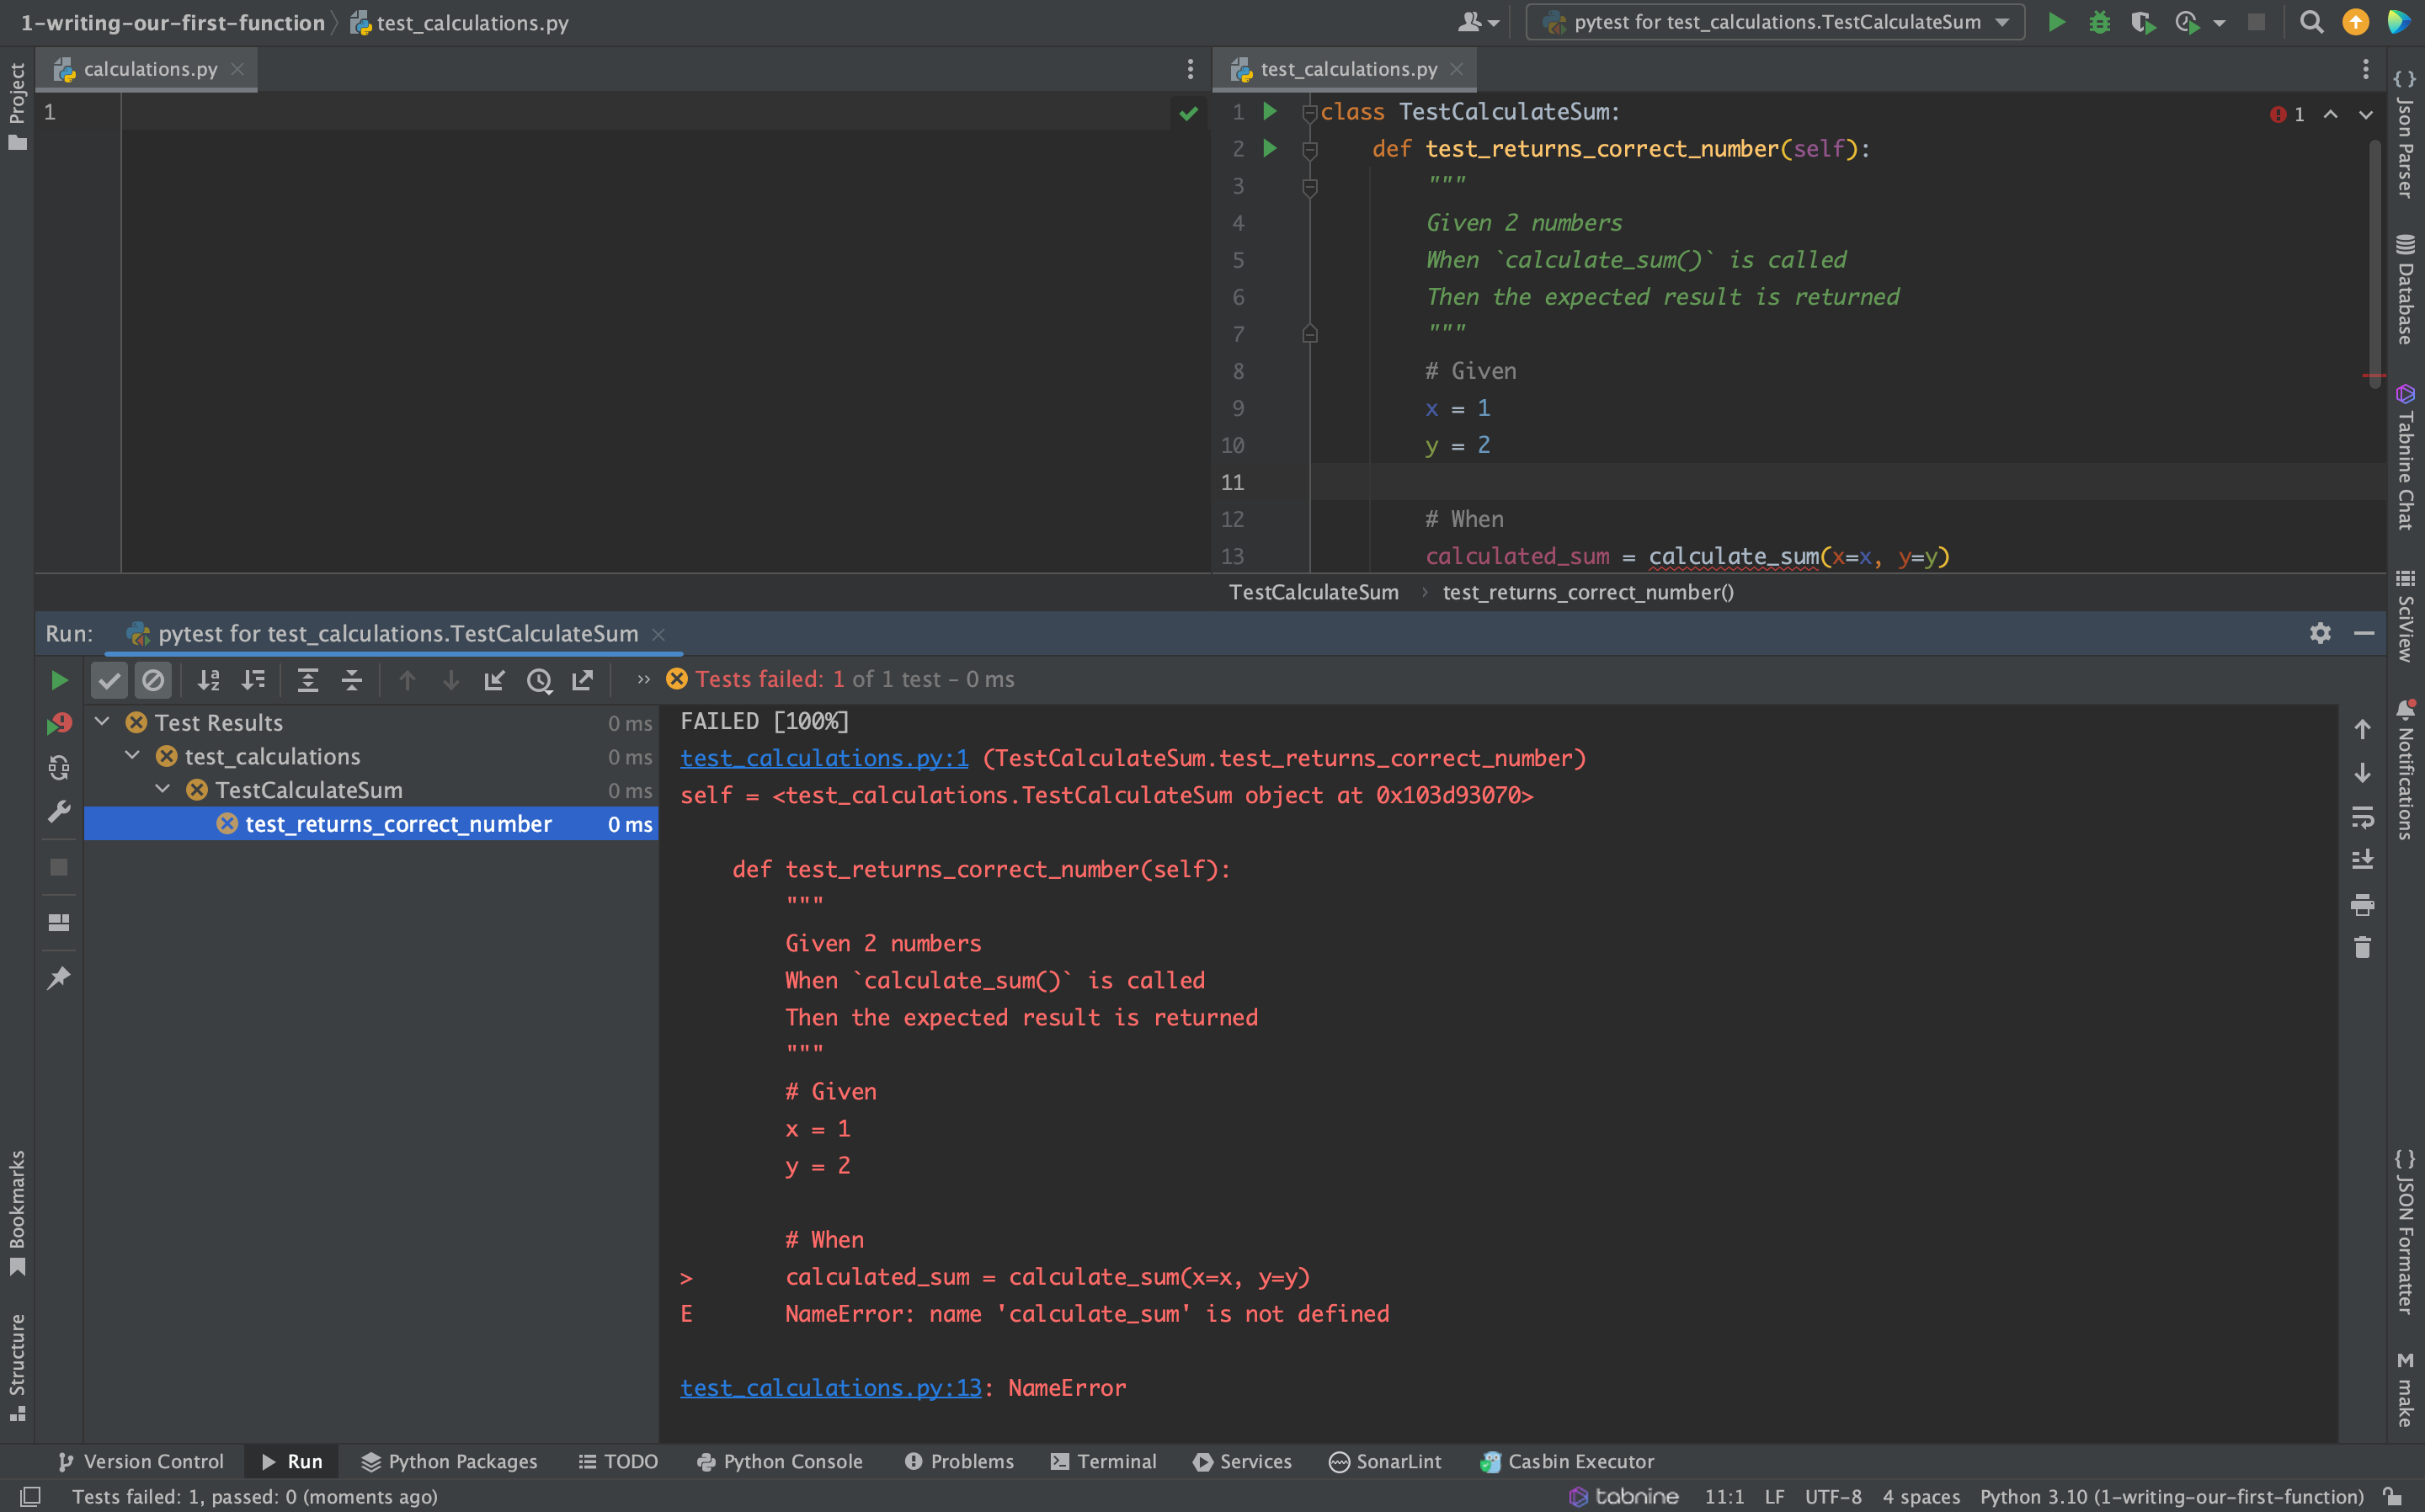 1-writing-our-first-function
test_calculations.py
pytest for test_calculations.TestCalculateSum
Project
calculations.py
1
test_calculations.py
1 class TestCalculateSum:
1
2 def test_returns_correct_number(self):
3 """
4 Given 2 numbers
5 When `calculate_sum()` is called
6 Then the expected result is returned
7 """
8 # Given
9 x = 1
10 y = 2
11
12 # When
13 calculated_sum = calculate_sum(x=x, y=y)
TestCalculateSum
test_returns_correct_number()
Json Parser
Database
Tabnine Chat
SciView
Notifications
JSON Formatter
make
Run:
pytest for test_calculations.TestCalculateSum
Tests failed: 1 of 1 test – 0 ms
Test Results 0 ms
test_calculations 0 ms
TestCalculateSum 0 ms
test_returns_correct_number 0 ms
FAILED [100%]
test_calculations.py:1 (TestCalculateSum.test_returns_correct_number)
self = <test_calculations.TestCalculateSum object at 0x103d93070>
def test_returns_correct_number(self):
"""
Given 2 numbers
When `calculate_sum()` is called
Then the expected result is returned
"""
# Given
x = 1
y = 2
# When
> calculated_sum = calculate_sum(x=x, y=y)
E NameError: name 'calculate_sum' is not defined
test_calculations.py:13: NameError
Bookmarks
Structure
Version Control
Run
Python Packages
TODO
Python Console
Problems
Terminal
Services
SonarLint
Casbin Executor
Tests failed: 1, passed: 0 (moments ago)
tabnine
11:1
LF
UTF-8
4 spaces
Python 3.10 (1-writing-our-first-function)